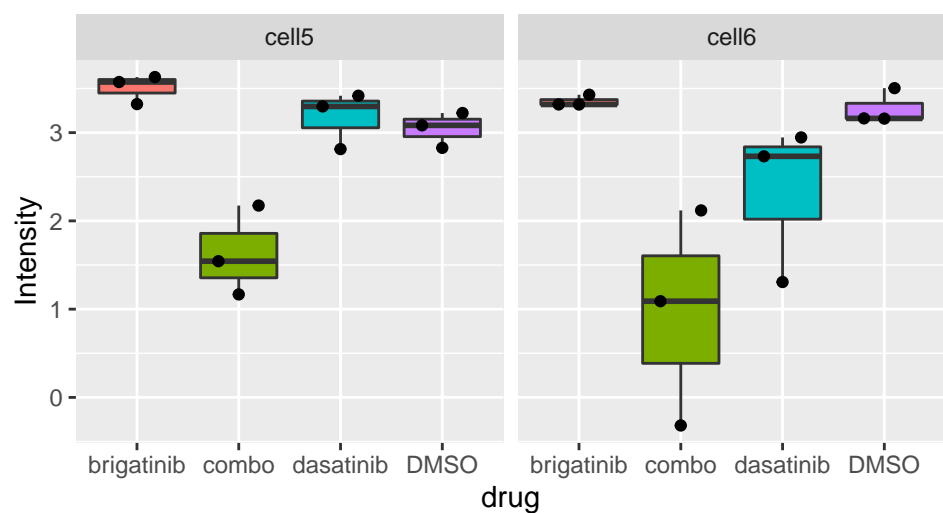 cell5 cell6
Intensity
3
2
1
0
brigatinib combo dasatinib DMSO brigatinib combo dasatinib DMSO
drug